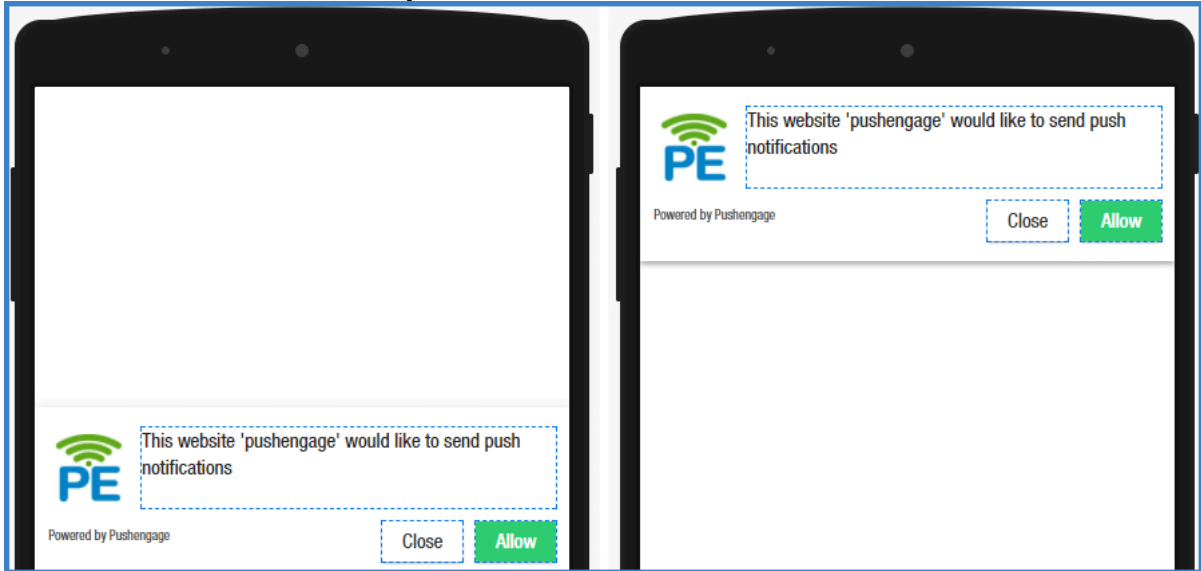 PE
This website 'pushengage' would like to send push
notifications
Powered by Pushengage
Close
Allow
PE
This website 'pushengage' would like to send push
notifications
Powered by Pushengage
Close
Allow